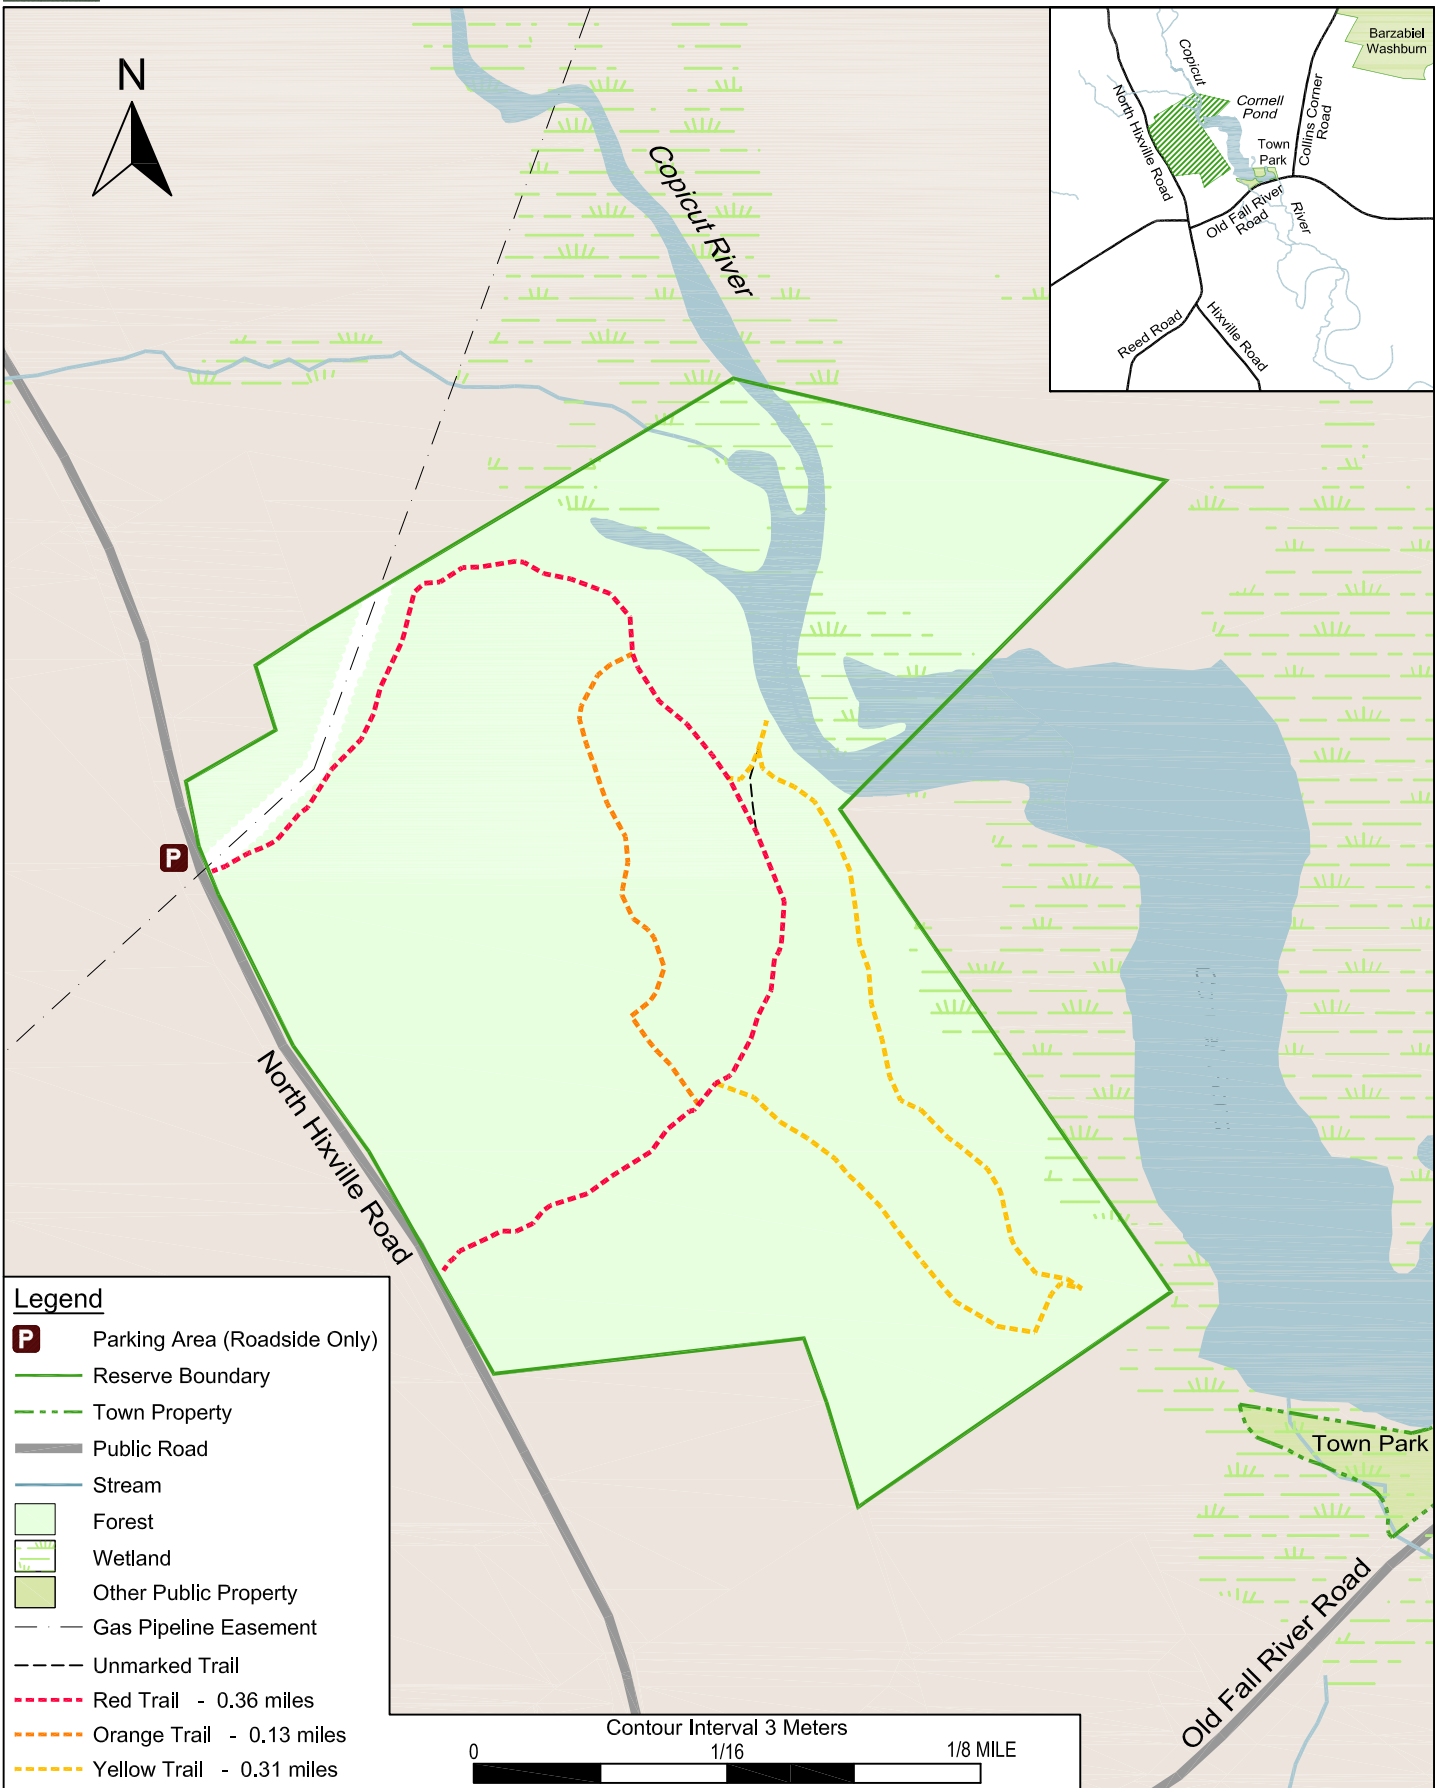 N
Copicut River
Copicut
North Hixville Road
Cornell
Pond
Town
Park
Collins Corner
Road
Barzabiel
Washburn
Old Fall River
Road
River
Reed Road
Hixville Road
P
North Hixville Road
Town Park
Old Fall River Road
Legend
P Parking Area (Roadside Only)
Reserve Boundary
Town Property
Public Road
Stream
Forest
Wetland
Other Public Property
Gas Pipeline Easement
Unmarked Trail
Red Trail - 0.36 miles
Orange Trail - 0.13 miles
Yellow Trail - 0.31 miles
Contour Interval 3 Meters
0 1/16 1/8 MILE